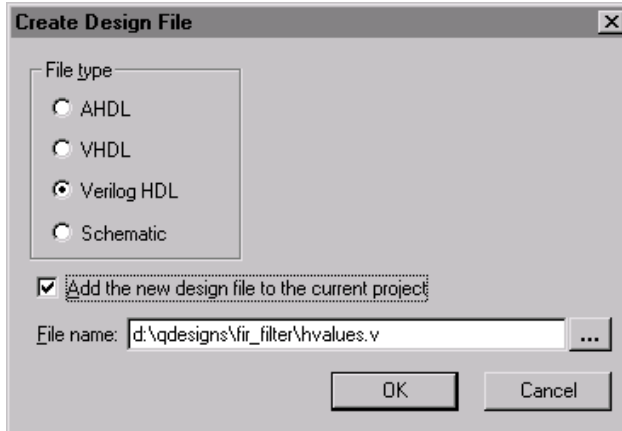 Create Design File
File type
AHDL
VHDL
Verilog HDL
Schematic
Add the new design file to the current project
File name: d:\qdesigns\fir_filter\hvalues.v ...
OK Cancel